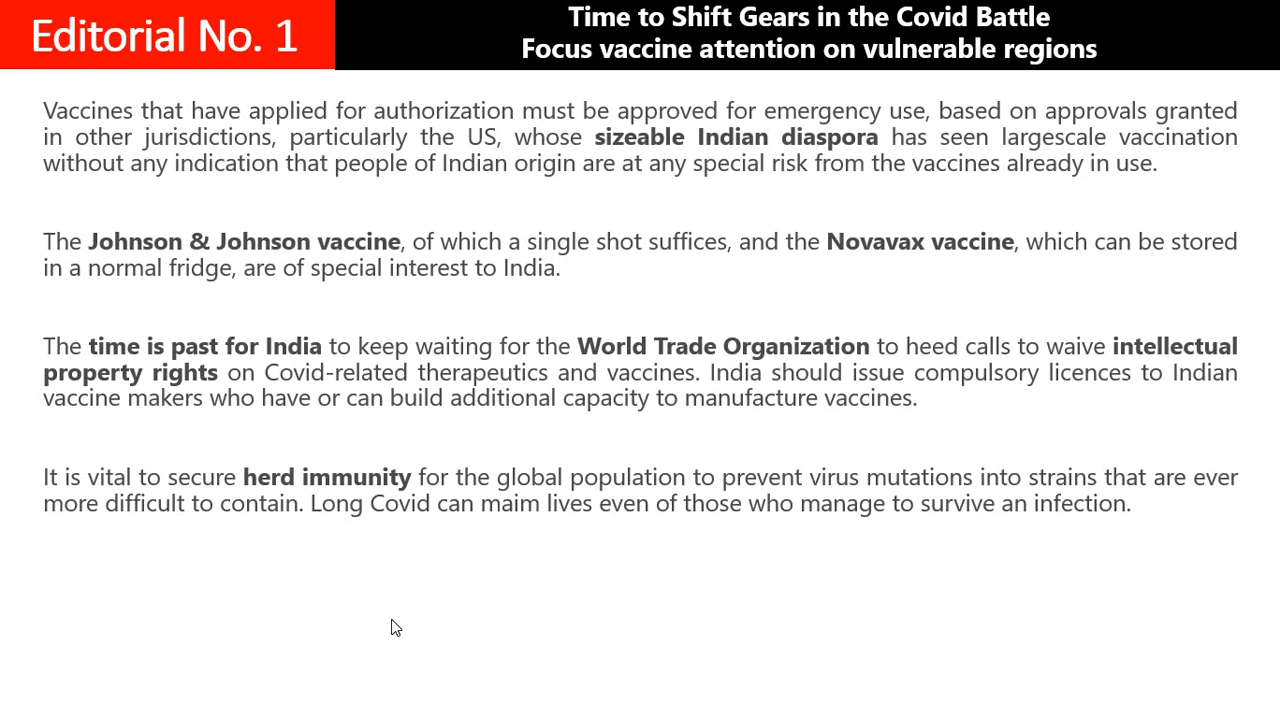 Editorial No. 1
Time to Shift Gears in the Covid Battle
Focus vaccine attention on vulnerable regions
Vaccines that have applied for authorization must be approved for emergency use, based on approvals granted
in other jurisdictions, particularly the US, whose sizeable Indian diaspora has seen largescale vaccination
without any indication that people of Indian origin are at any special risk from the vaccines already in use.
The Johnson & Johnson vaccine, of which a single shot suffices, and the Novavax vaccine, which can be stored
in a normal fridge, are of special interest to India.
The time is past for India to keep waiting for the World Trade Organization to heed calls to waive intellectual
property rights on Covid-related therapeutics and vaccines. India should issue compulsory licences to Indian
vaccine makers who have or can build additional capacity to manufacture vaccines.
It is vital to secure herd immunity for the global population to prevent virus mutations into strains that are ever
more difficult to contain. Long Covid can maim lives even of those who manage to survive an infection.